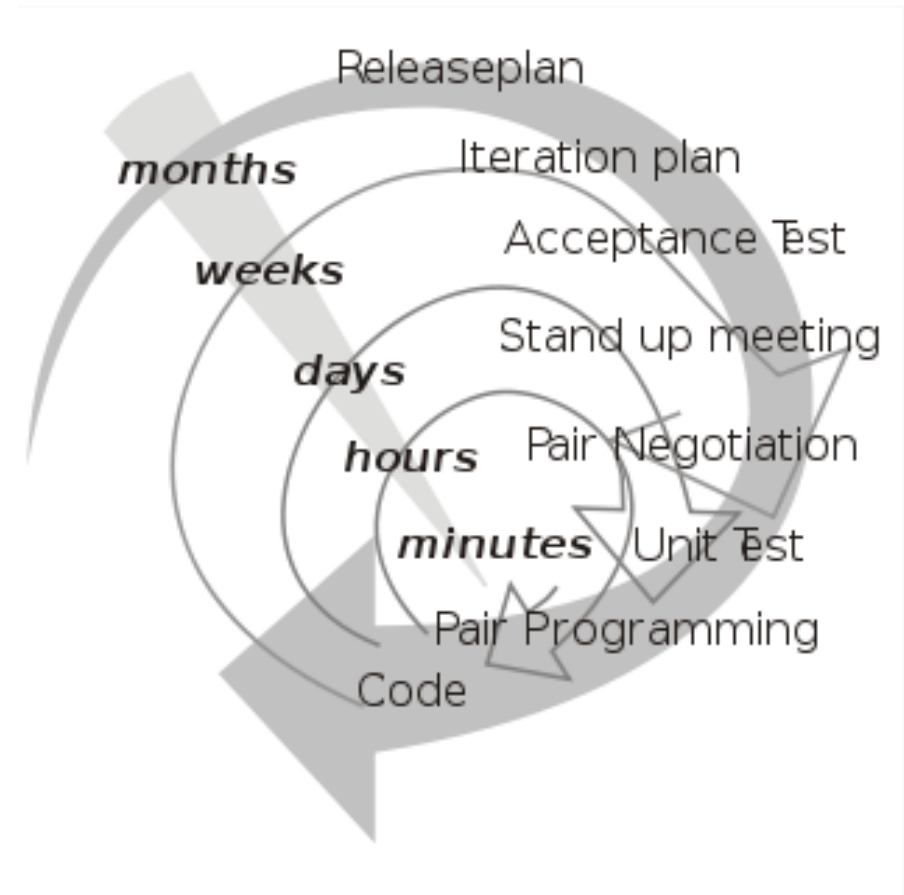 Releaseplan
Iteration plan
months
Acceptance Test
weeks
Stand up meeting
days
Pair Negotiation
hours
minutes
Unit Test
Pair Programming
Code